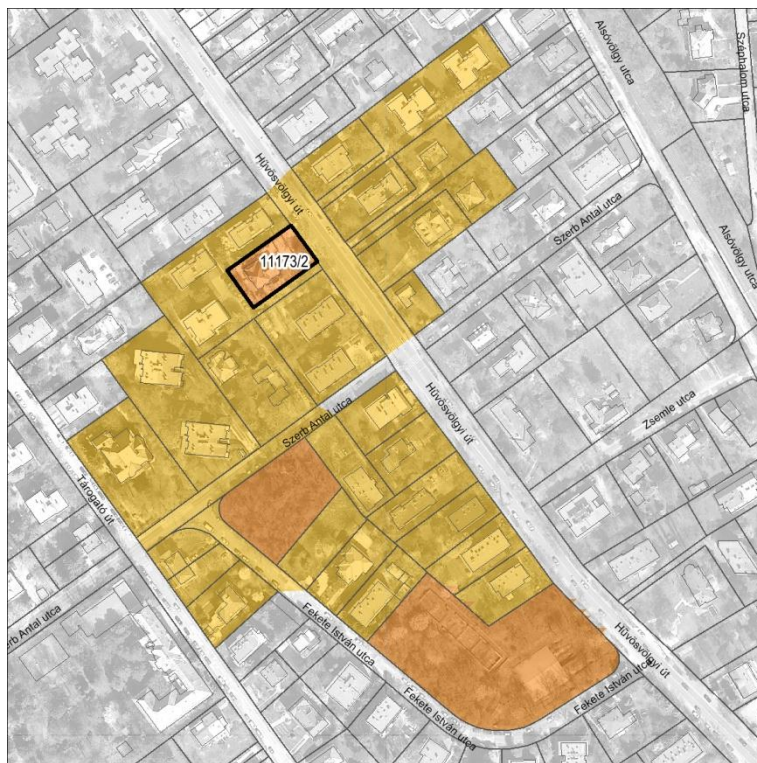 Alsóvölgy utca
Széphalom utca
Hűvösvölgyi út
Szerb Antal utca
Alsóvölgy utca
11173/2
Hűvösvölgyi út
Zsemle utca
Szerb Antal utca
Tárogató út
erb Antal utca
Fekete István utca
Hűvösvölgyi út
Fekete István utca
Fekete István utca